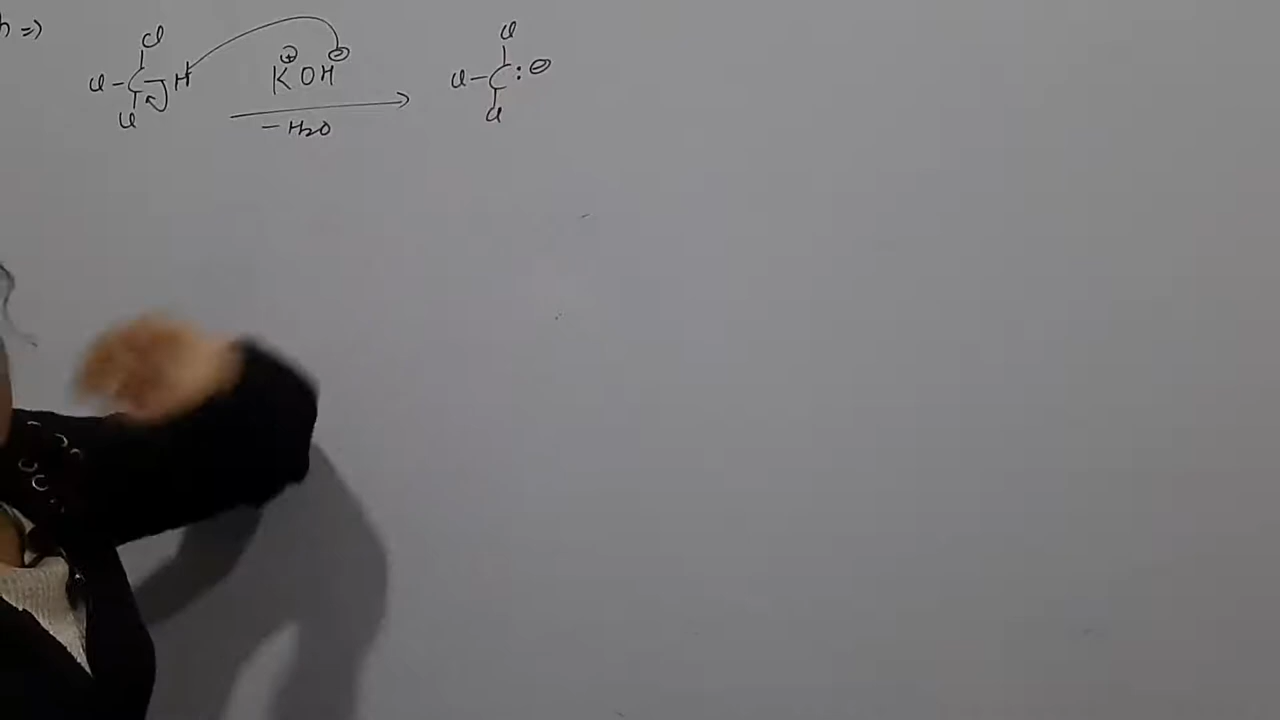 h =>
Cl Cl
Cl - C - H K⊕ OH⊖ Cl - C : ⊖
Cl - H2O Cl